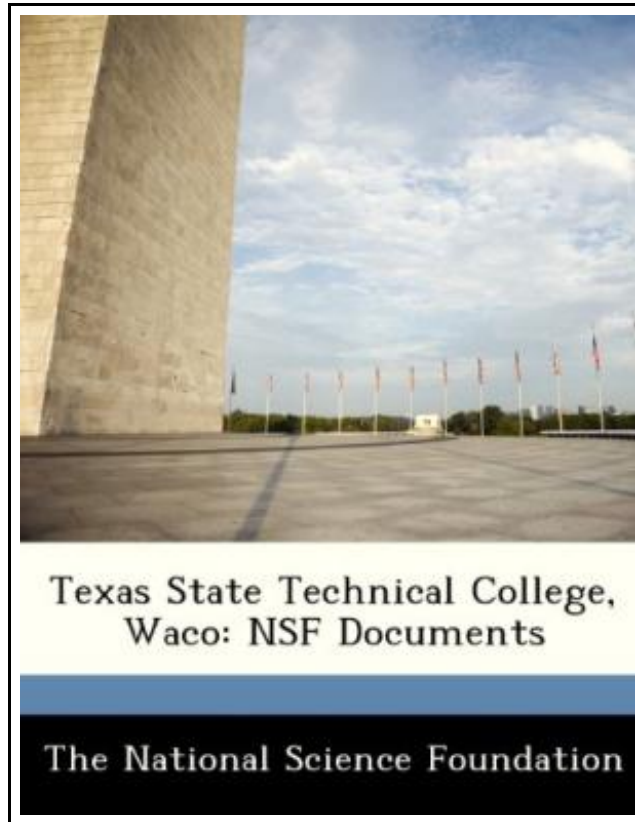 Texas State Technical College,
Waco: NSF Documents
The National Science Foundation